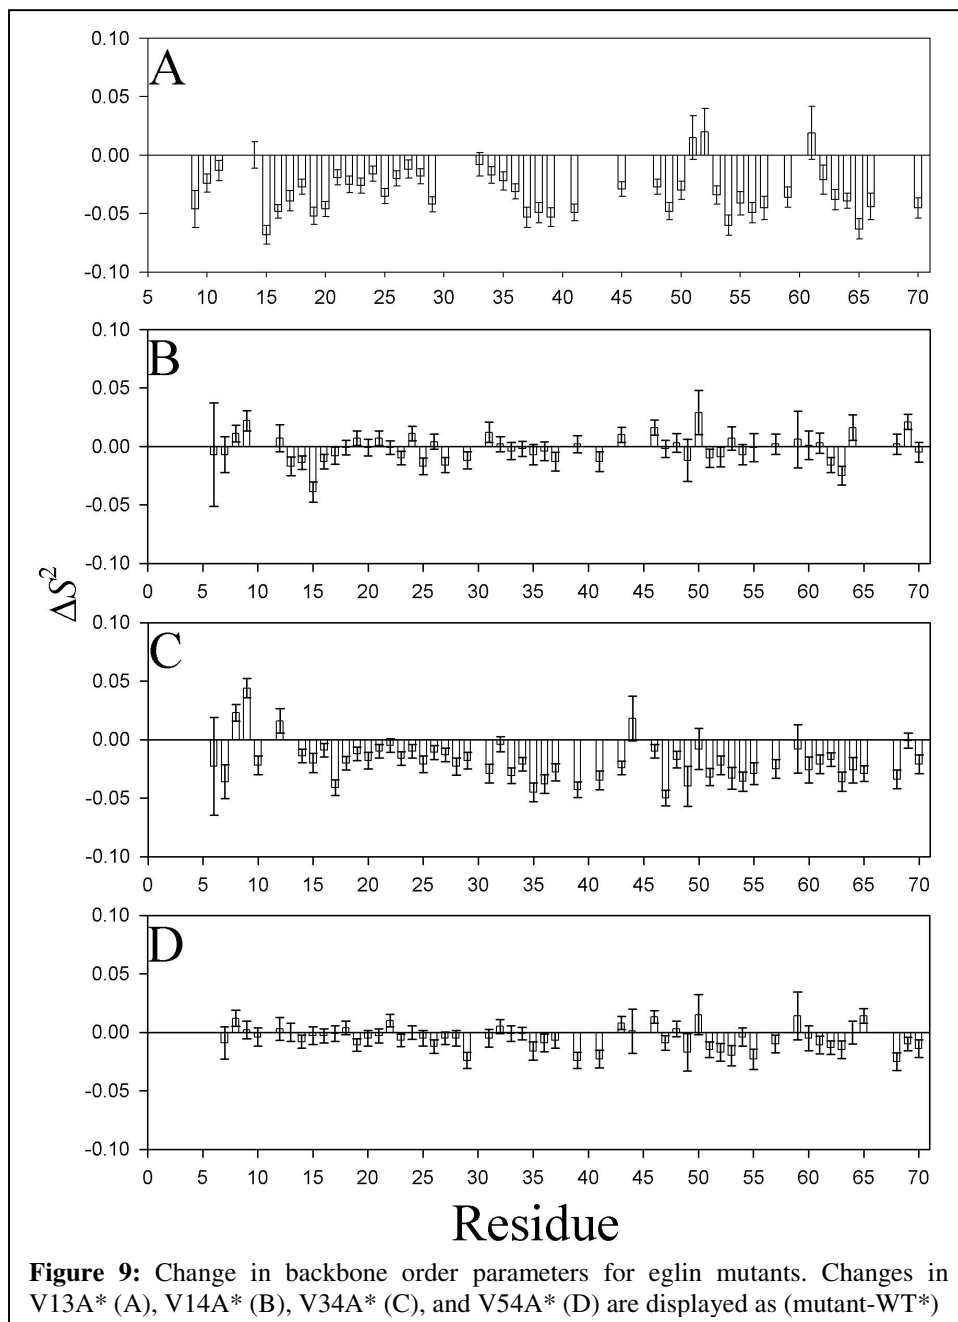 A
0.10
0.05
0.00
-0.05
-0.10
5 10 15 20 25 30 35 40 45 50 55 60 65 70
B
0.10
0.05
0.00
-0.05
-0.10
0 5 10 15 20 25 30 35 40 45 50 55 60 65 70
ΔS²
C
0.10
0.05
0.00
-0.05
-0.10
0 5 10 15 20 25 30 35 40 45 50 55 60 65 70
D
0.10
0.05
0.00
-0.05
-0.10
0 5 10 15 20 25 30 35 40 45 50 55 60 65 70
Residue
Figure 9: Change in backbone order parameters for eglin mutants. Changes in
V13A* (A), V14A* (B), V34A* (C), and V54A* (D) are displayed as (mutant-WT*)